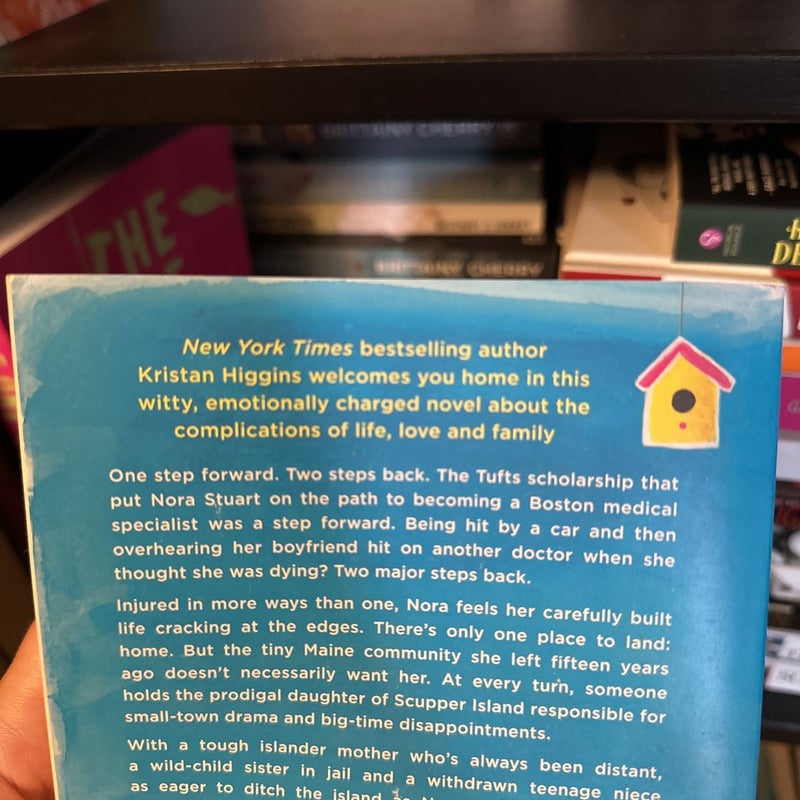 BRITTANY CHERRY
THE
BRITTANY CHERRY
New York Times bestselling author
Kristan Higgins welcomes you home in this
witty, emotionally charged novel about the
complications of life, love and family
One step forward. Two steps back. The Tufts scholarship that
put Nora Stuart on the path to becoming a Boston medical
specialist was a step forward. Being hit by a car and then
overhearing her boyfriend hit on another doctor when she
thought she was dying? Two major steps back.
Injured in more ways than one, Nora feels her carefully built
life cracking at the edges. There's only one place to land:
home. But the tiny Maine community she left fifteen years
ago doesn't necessarily want her. At every turn, someone
holds the prodigal daughter of Scupper Island responsible for
small-town drama and big-time disappointments.
With a tough islander mother who's always been distant,
a wild-child sister in jail and a withdrawn teenage niece
as eager to ditch the island